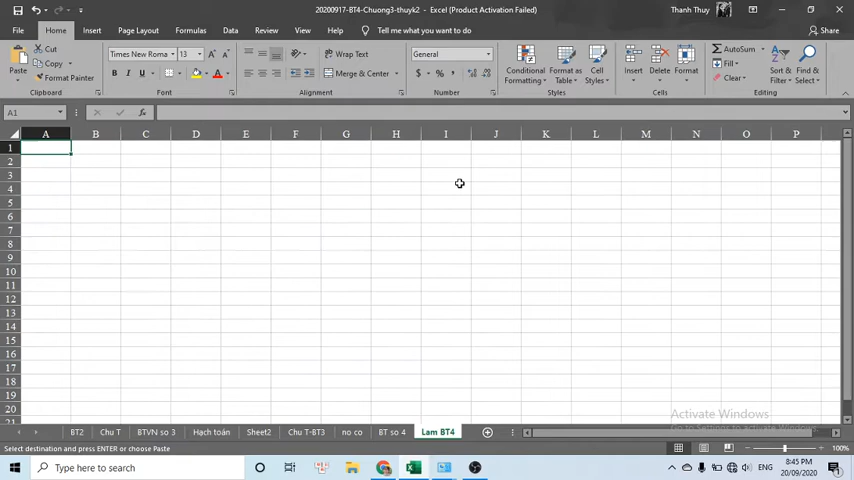 20200917-BT4-Chuong3-thuyk2 - Excel (Product Activation Failed)
Thanh Thuy
File Home Insert Page Layout Formulas Data Review View Help Tell me what you want to do Share
Paste
Cut
Copy
Format Painter
Clipboard
Times New Roma 13
B I U
Font
Wrap Text
Merge & Center
Alignment
General
$ % ,
Number
Conditional Formatting
Format as Table
Cell Styles
Styles
Insert
Delete
Format
Cells
AutoSum
Fill
Clear
Sort & Filter
Find & Select
Editing
A1
fx
A B C D E F G H I J K L M N O P
1
2
3
4
5
6
7
8
9
10
11
12
13
14
15
16
17
18
19
20
21
Activate Windows
Go to Settings to activate Windows.
BT2 Chu T BTVN so 3 Hạch toán Sheet2 Chu T-BT3 no co BT so 4 Lam BT4
Select destination and press ENTER or choose Paste
100%
Type here to search
ENG
8:45 PM
20/09/2020
1